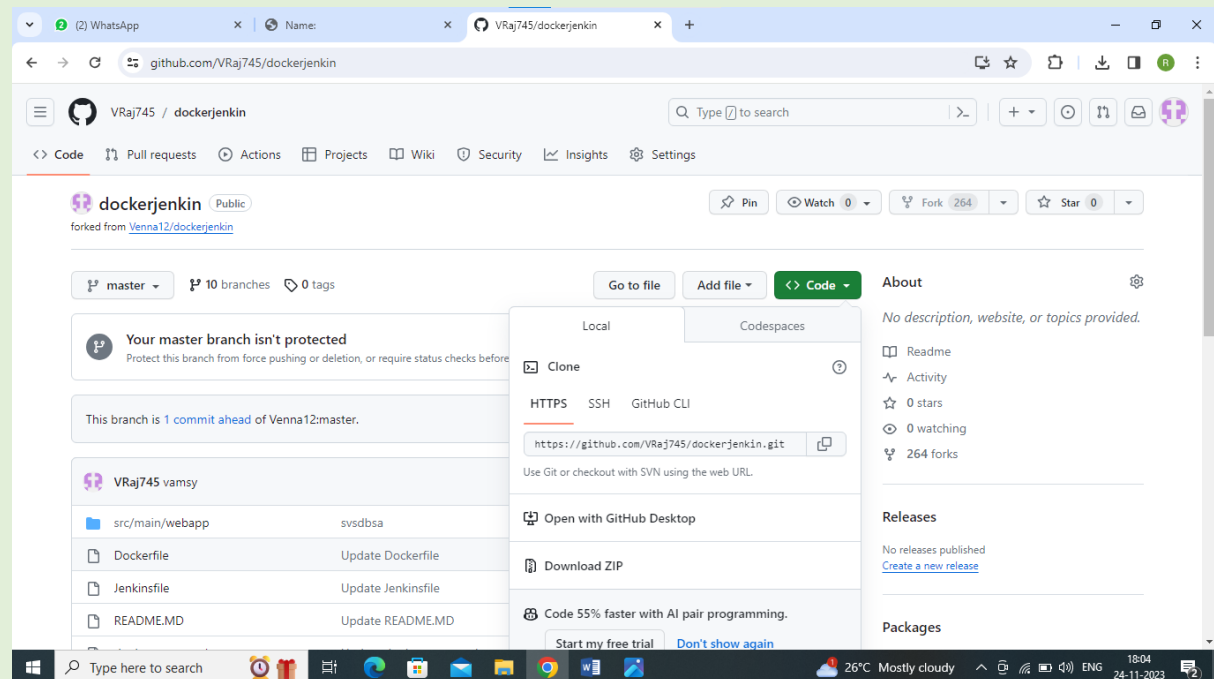 (2) WhatsApp
Name:
VRaj745/dockerjenkin
github.com/VRaj745/dockerjenkin
R
VRaj745 / dockerjenkin
Type / to search
Code
Pull requests
Actions
Projects
Wiki
Security
Insights
Settings
dockerjenkin Public
Pin
Watch 0
Fork 264
Star 0
forked from Venna12/dockerjenkin
master
10 branches
0 tags
Go to file
Add file
Code
Your master branch isn't protected
Protect this branch from force pushing or deletion, or require status checks before
This branch is 1 commit ahead of Venna12:master.
VRaj745 vamsy
src/main/webapp svsdbsa
Dockerfile Update Dockerfile
Jenkinsfile Update Jenkinsfile
README.MD Update README.MD
Local
Codespaces
Clone
HTTPS SSH GitHub CLI
https://github.com/VRaj745/dockerjenkin.git
Use Git or checkout with SVN using the web URL.
Open with GitHub Desktop
Download ZIP
Code 55% faster with AI pair programming.
Start my free trial Don't show again
About
No description, website, or topics provided.
Readme
Activity
0 stars
0 watching
264 forks
Releases
No releases published
Create a new release
Packages
Type here to search
26°C Mostly cloudy
ENG
18:04
24-11-2023
2